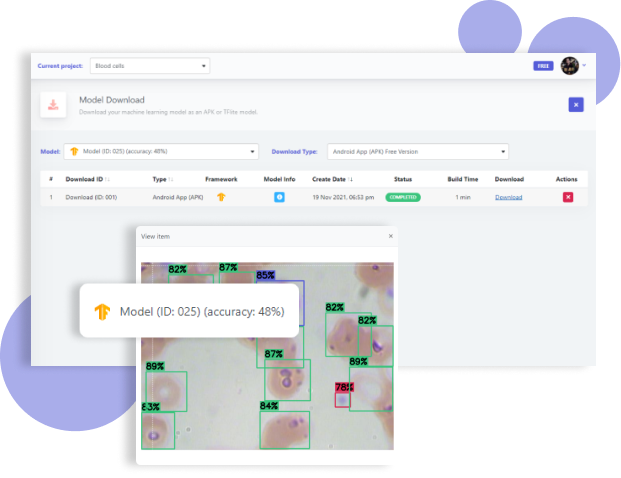 Current project: Blood cells
FREE
Model Download
Download your machine learning model as an APK or TFlite model.
Model: Model (ID: 025) (accuracy: 48%) Download Type: Android App (APK) Free Version
# Download ID Type Framework Model Info Create Date Status Build Time Download Actions
1 Download (ID: 001) Android App (APK) 19 Nov 2021, 06:53 pm COMPLETED 1 min Download
View item
82% 87% 85%
Model (ID: 025) (accuracy: 48%)
82%
82%
87%
89%
89%
78%
83%
84%